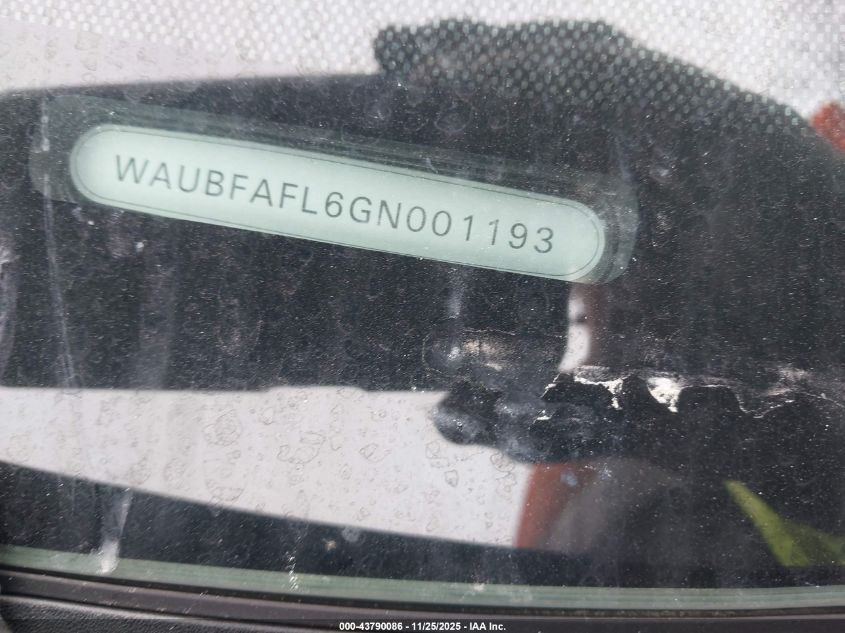 WAUBFAFL6GN001193
000-43790086 - 11/25/2025 - IAA Inc.